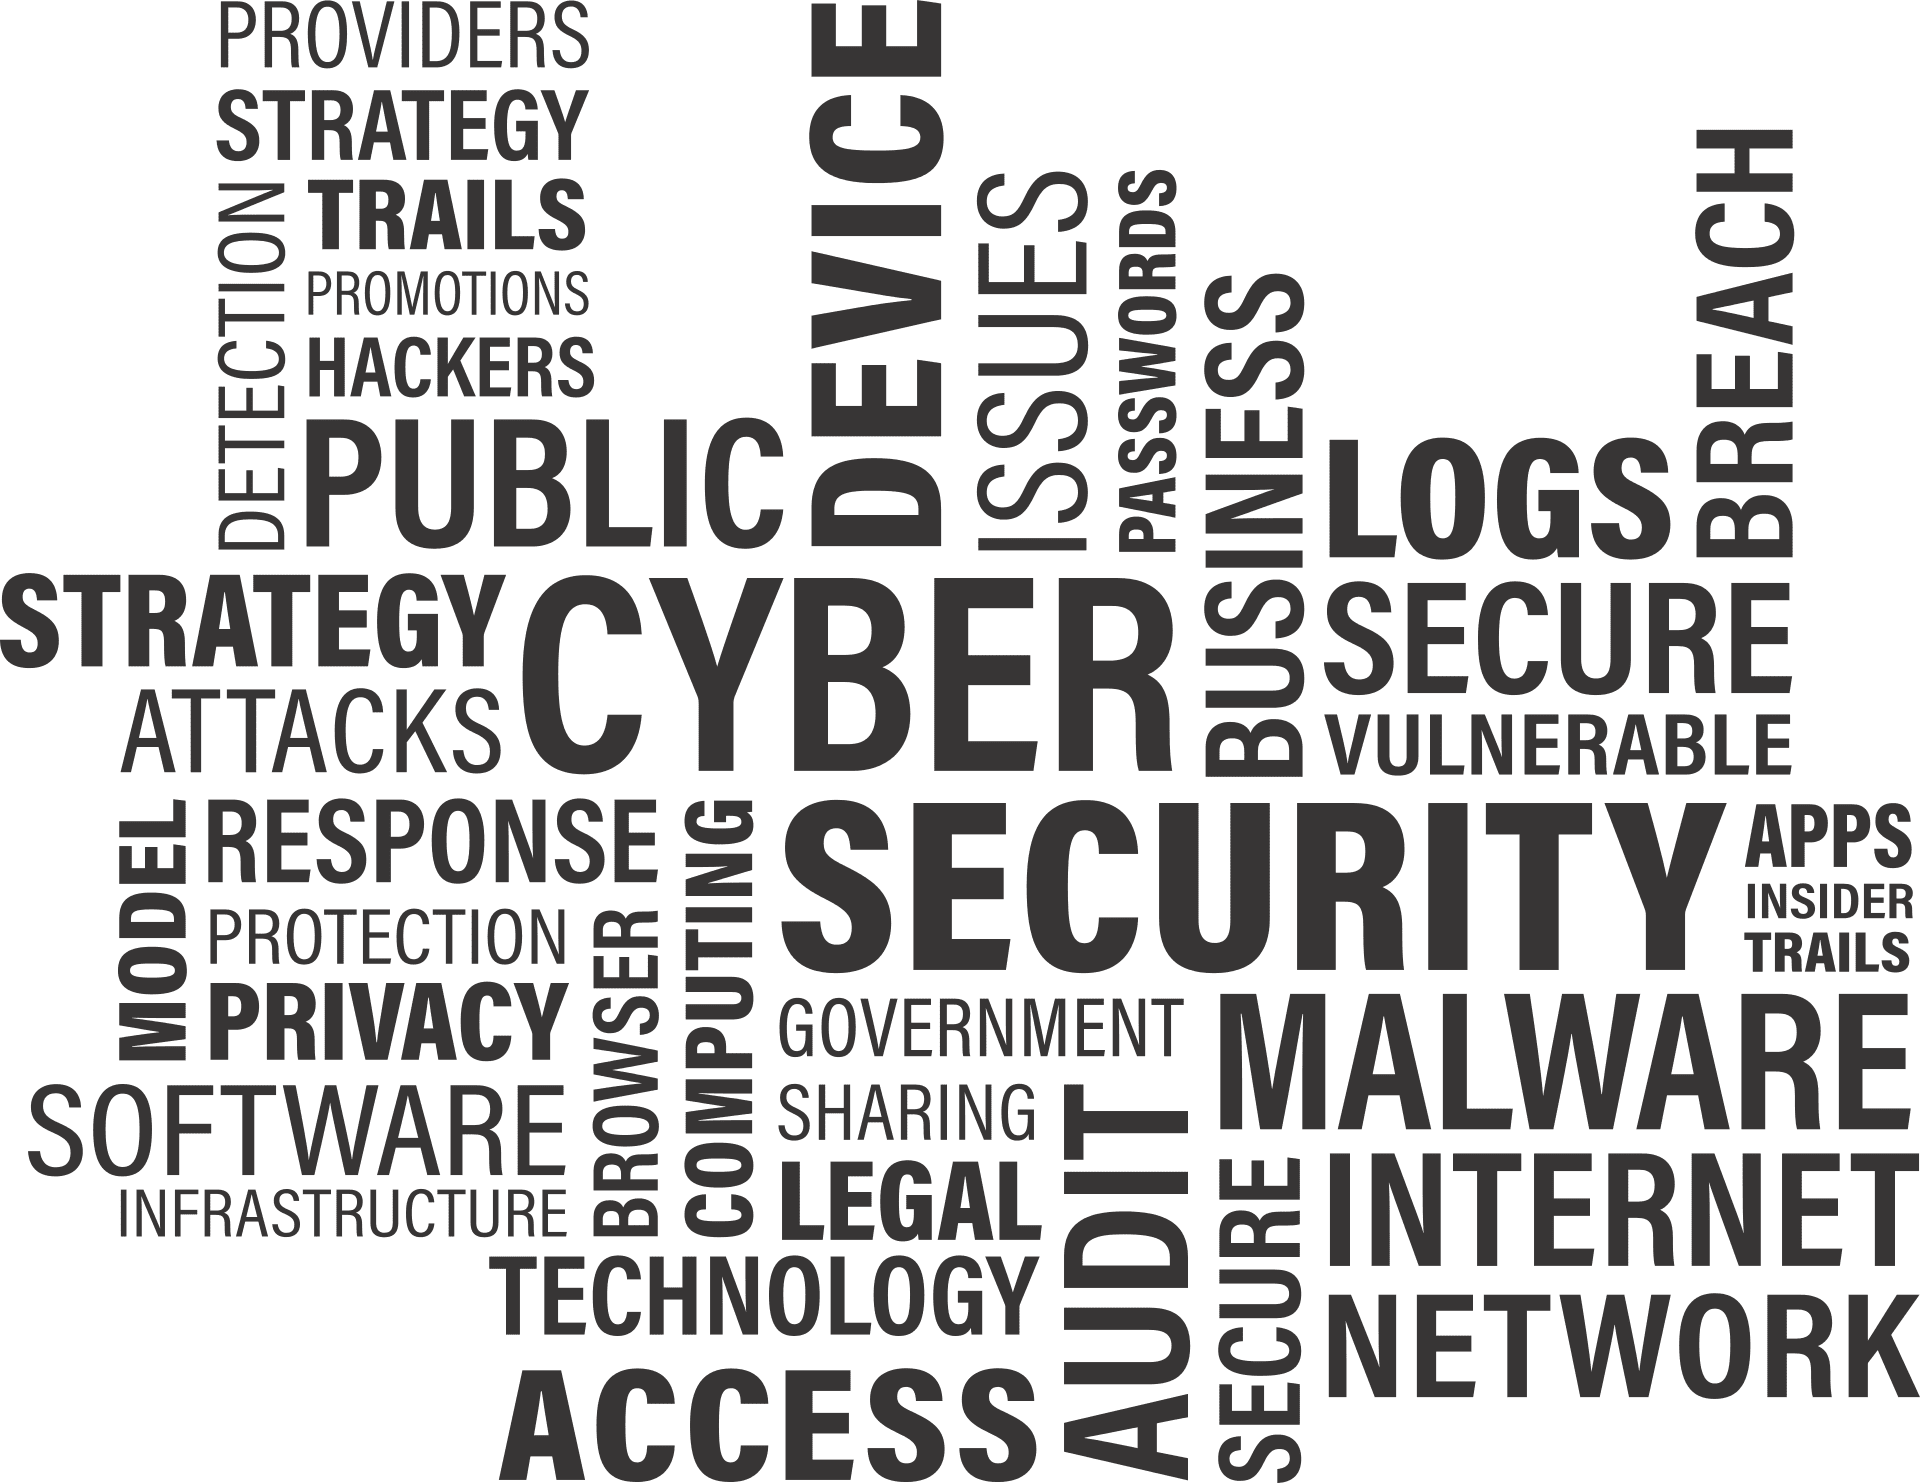 PROVIDERS
STRATEGY
DETECTION
TRAILS
PROMOTIONS
HACKERS
PUBLIC
DEVICE
ISSUES
PASSWORDS
BUSINESS
LOGS
BREACH
SECURE
VULNERABLE
STRATEGY
ATTACKS
CYBER
SECURITY
APPS
INSIDER
TRAILS
MODEL
RESPONSE
PROTECTION
PRIVACY
BROWSER
COMPUTING
SOFTWARE
INFRASTRUCTURE
GOVERNMENT
SHARING
LEGAL
TECHNOLOGY
ACCESS
AUDIT
MALWARE
SECURE
INTERNET
NETWORK